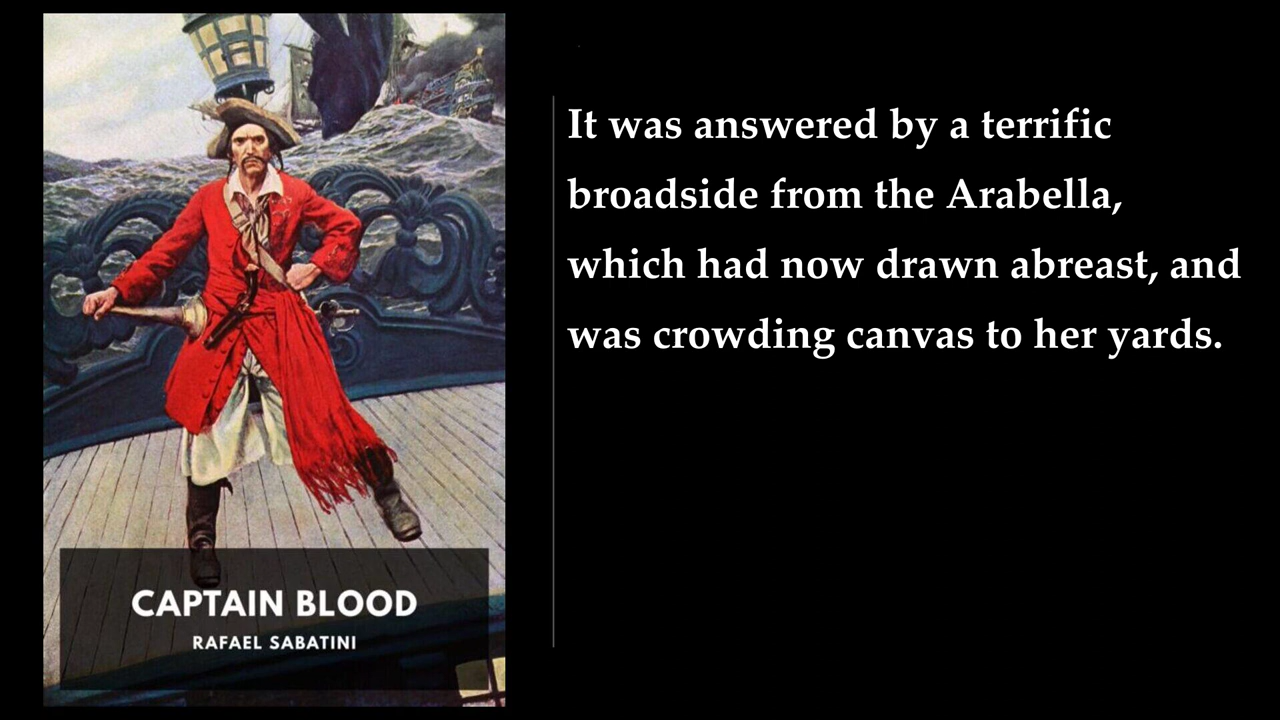 It was answered by a terrific
broadside from the Arabella,
which had now drawn abreast, and
was crowding canvas to her yards.
CAPTAIN BLOOD
RAFAEL SABATINI